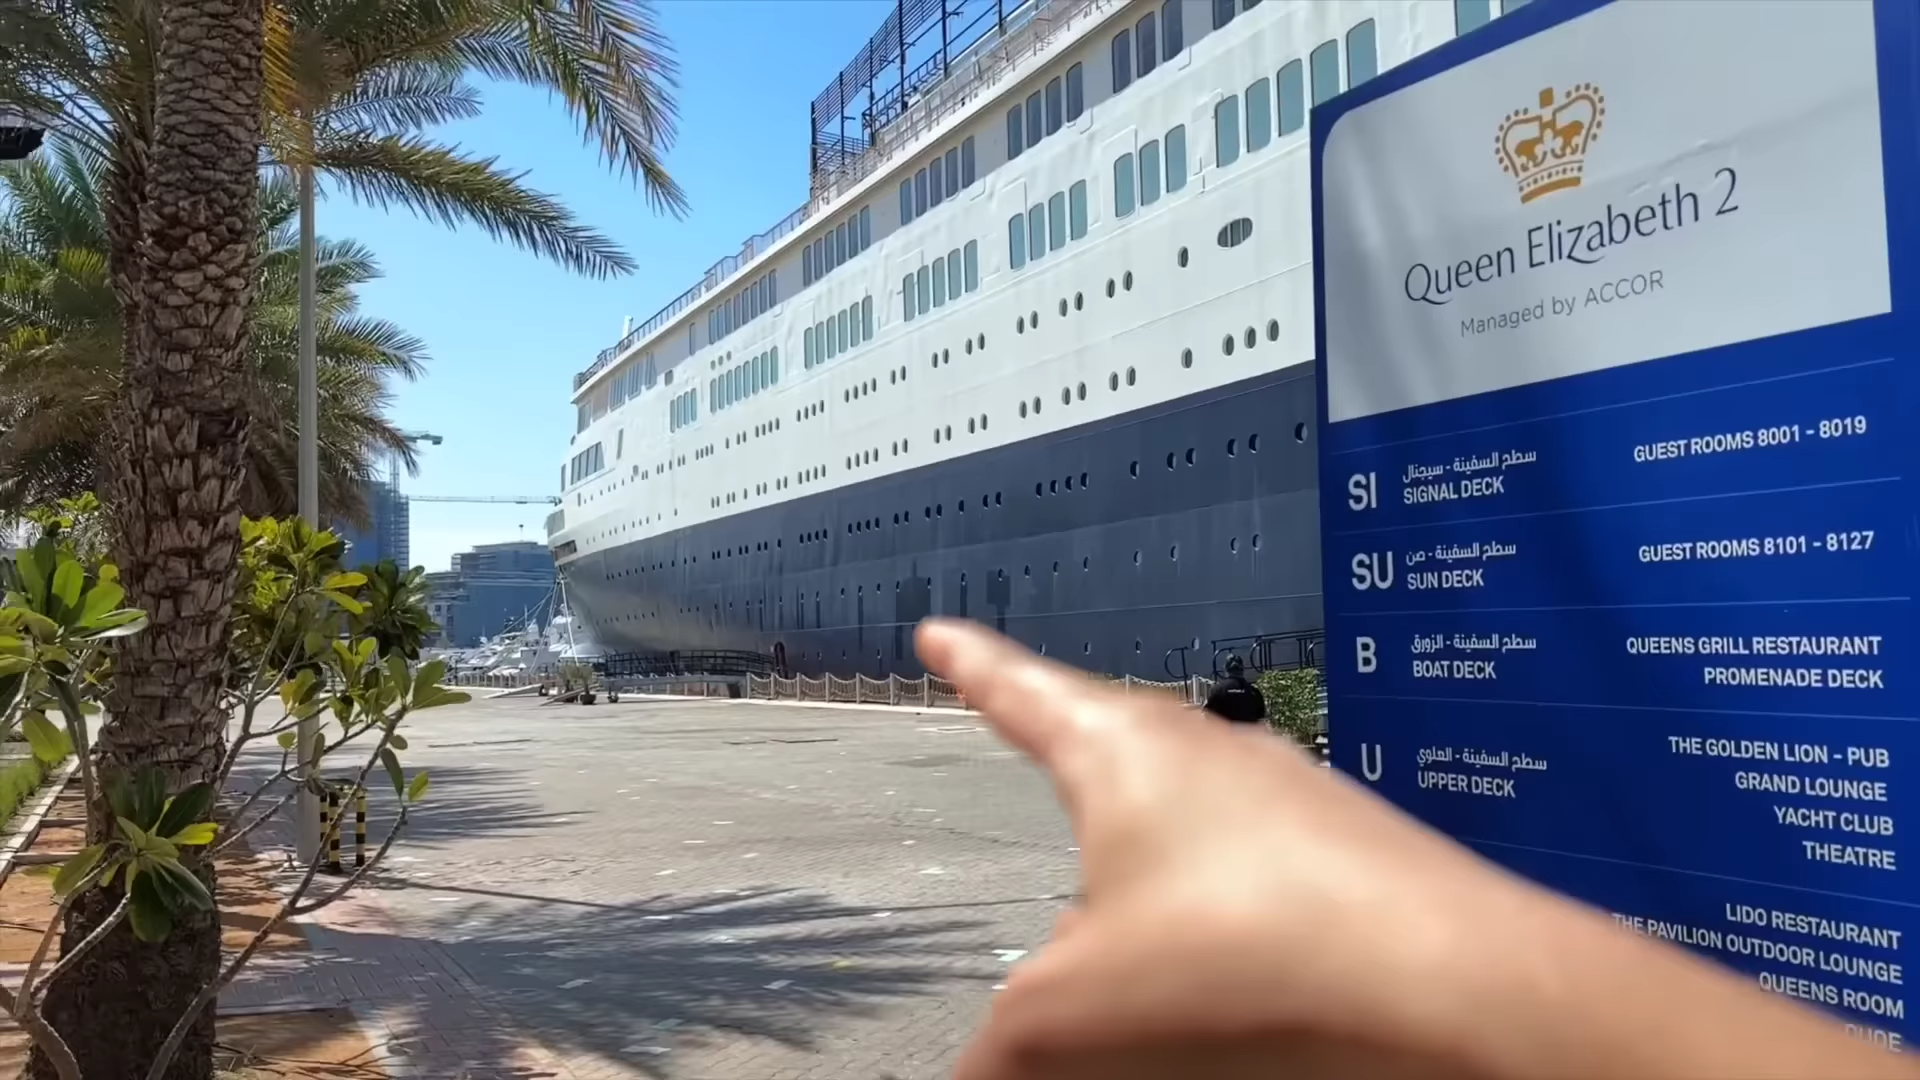 Queen Elizabeth 2
Managed by ACCOR
SI
سطح السفينة - سيجنال
SIGNAL DECK
GUEST ROOMS 8001 - 8019
SU
سطح السفينة - صن
SUN DECK
GUEST ROOMS 8101 - 8127
B
سطح السفينة - الزورق
BOAT DECK
QUEENS GRILL RESTAURANT
PROMENADE DECK
U
سطح السفينة - العلوي
UPPER DECK
THE GOLDEN LION - PUB
GRAND LOUNGE
YACHT CLUB
THEATRE
LIDO RESTAURANT
THE PAVILION OUTDOOR LOUNGE
QUEENS ROOM